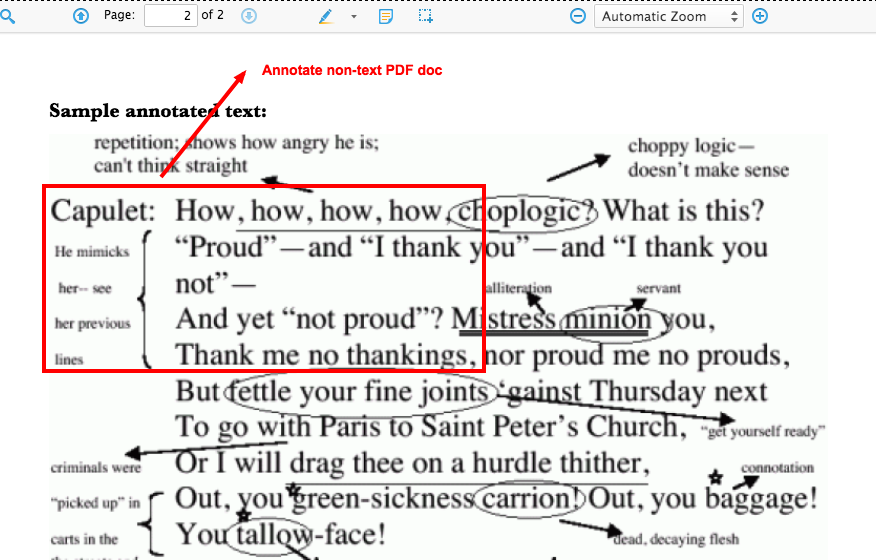 Page: 2 of 2
Automatic Zoom
Annotate non-text PDF doc
Sample annotated text:
repetition; shows how angry he is;
can't think straight
choppy logic—
doesn't make sense
Capulet: How, how, how, how, choplogic? What is this?
He mimicks
“Proud”—and “I thank you”—and “I thank you
her-- see
not”—
alliteration
servant
her previous
And yet “not proud”? Mistress minion you,
lines
Thank me no thankings, nor proud me no prouds,
But fettle your fine joints ‘gainst Thursday next
To go with Paris to Saint Peter’s Church,
“get yourself ready”
criminals were
Or I will drag thee on a hurdle thither,
connotation
“picked up” in
Out, you green-sickness carrion! Out, you baggage!
carts in the
You tallow-face!
dead, decaying flesh